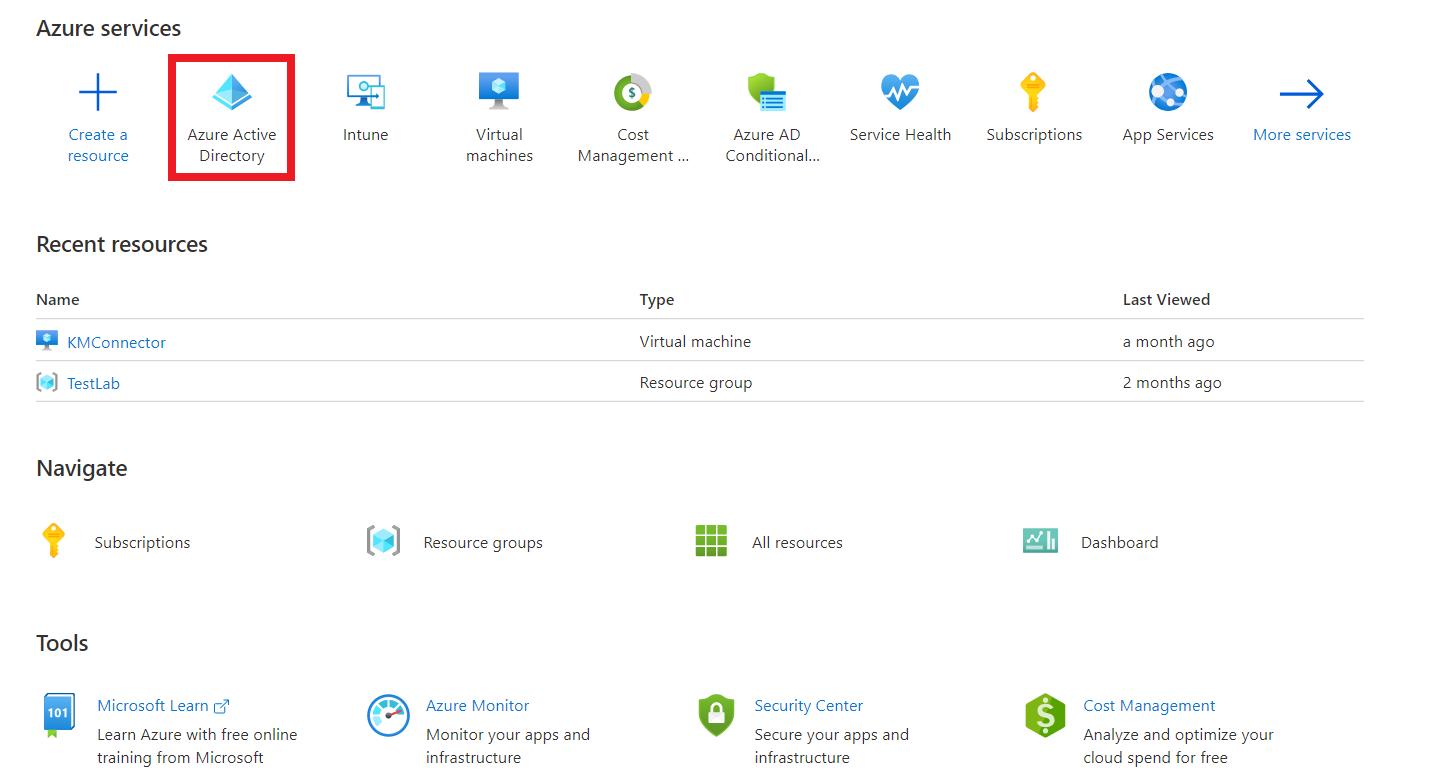 Azure services
Create a
resource
Azure Active
Directory
Intune
Virtual
machines
Cost
Management ...
Azure AD
Conditional...
Service Health
Subscriptions
App Services
More services
Recent resources
Name Type Last Viewed
KMConnector Virtual machine a month ago
TestLab Resource group 2 months ago
Navigate
Subscriptions Resource groups All resources Dashboard
Tools
101
Microsoft Learn
Learn Azure with free online
training from Microsoft
Azure Monitor
Monitor your apps and
infrastructure
Security Center
Secure your apps and
infrastructure
Cost Management
Analyze and optimize your
cloud spend for free